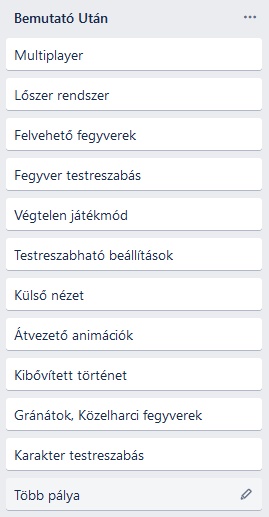 Bemutató Után
Multiplayer
Lószer rendszer
Felvehető fegyverek
Fegyver testreszabás
Végtelen játékmód
Testreszabható beállítások
Külső nézet
Átvezető animációk
Kibővített történet
Gránátok, Közelharci fegyverek
Karakter testreszabás
Több pálya